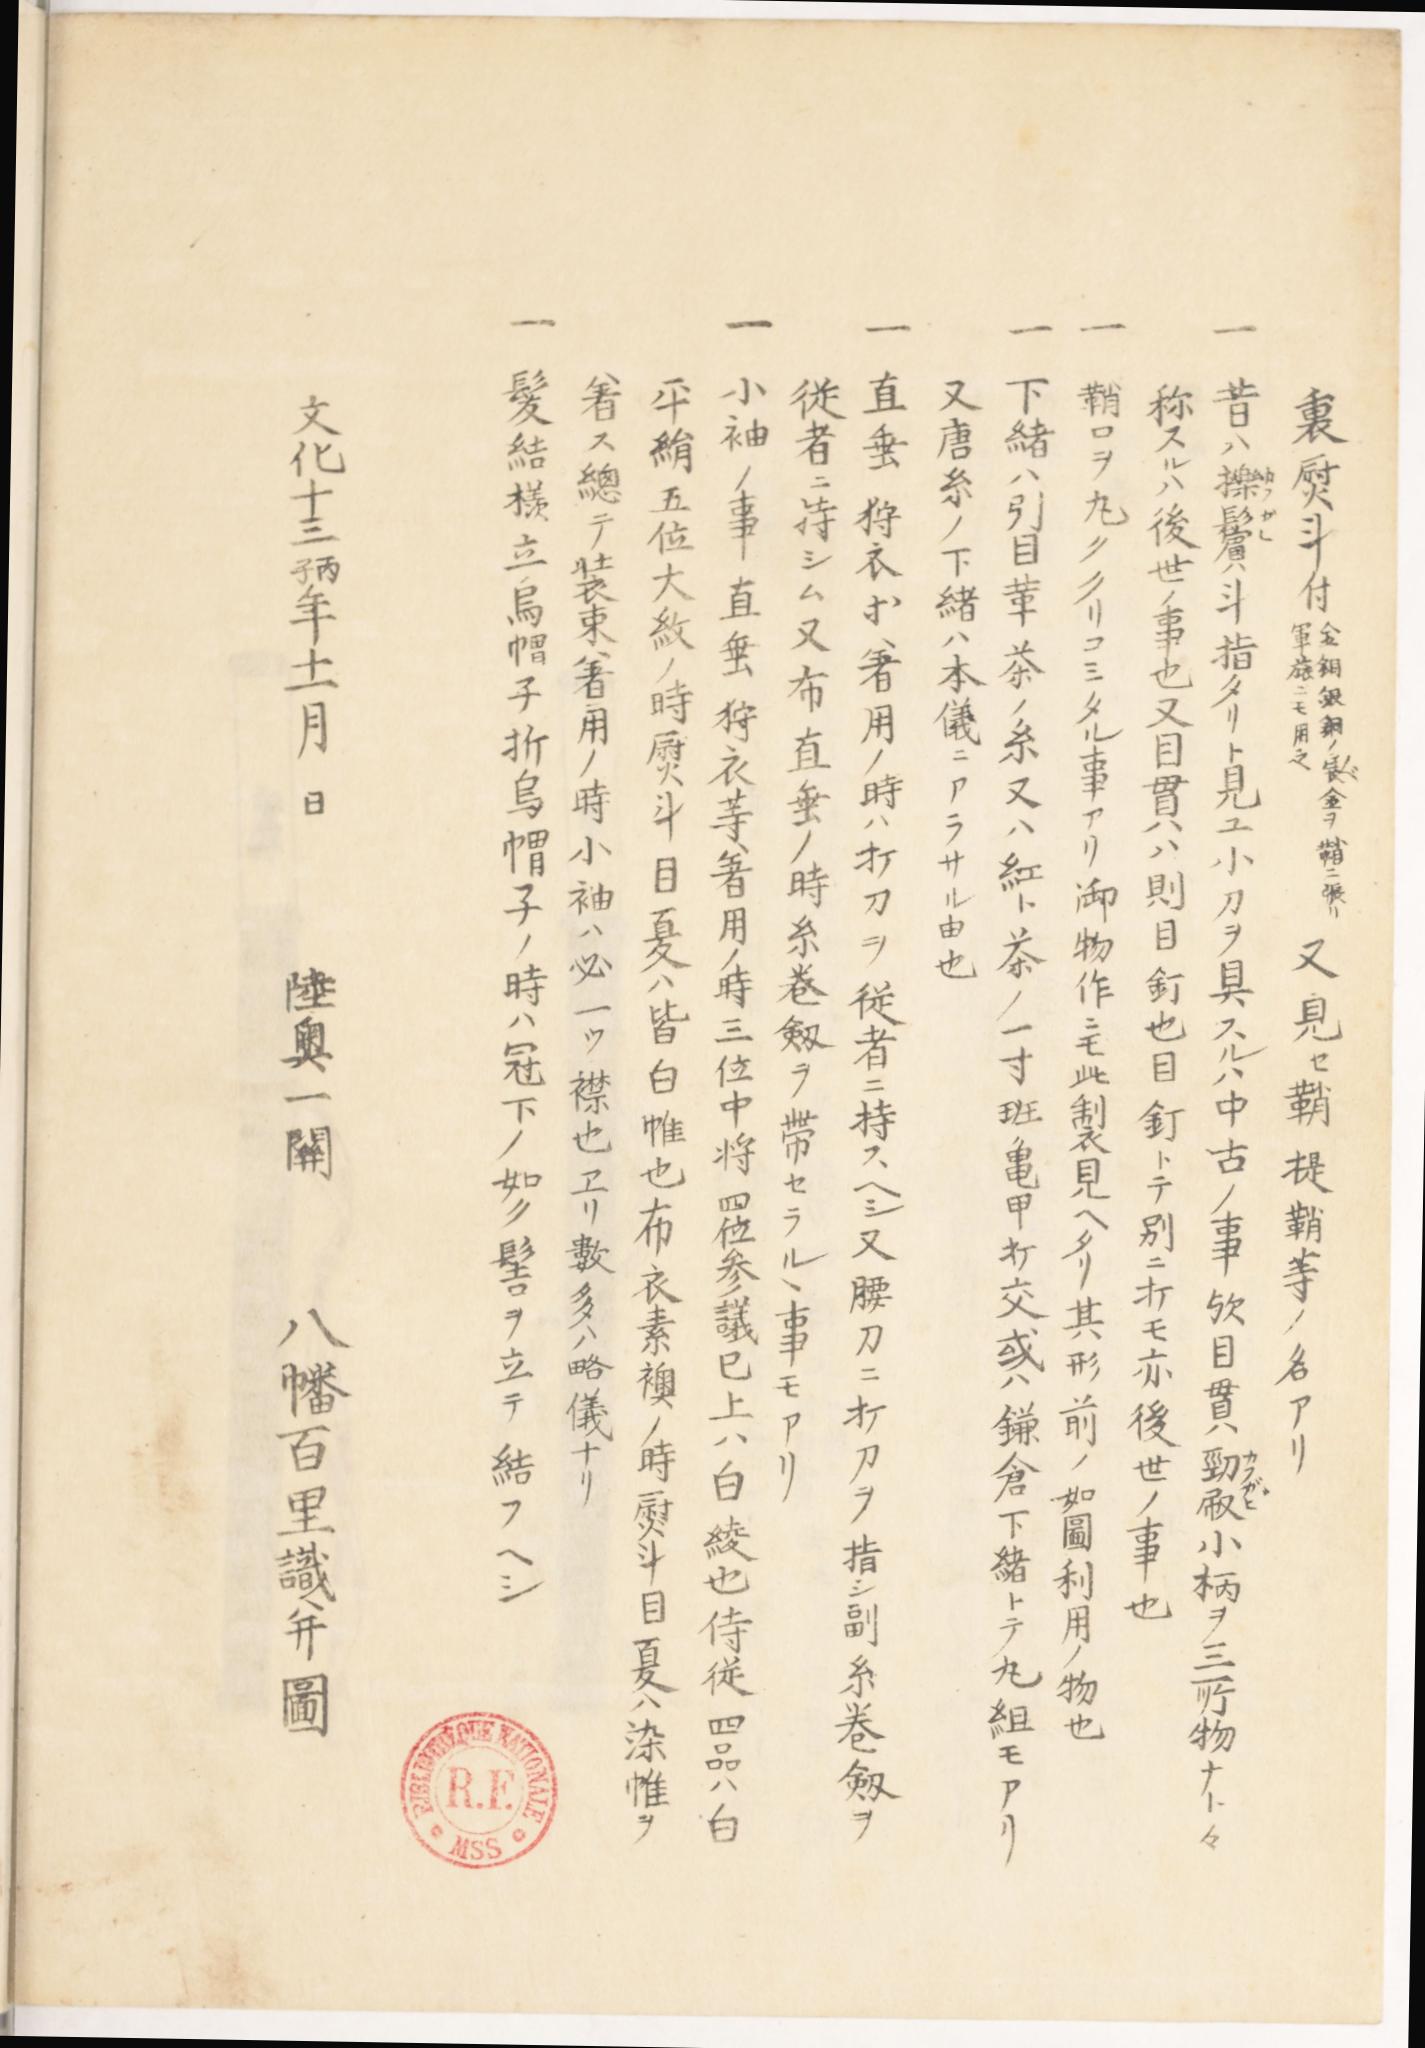 裏熨斗付 金銅銀銅ノ裏金ヲ鞘ニ張リ軍旅ニモ用之 又見セ鞘提鞘等ノ名アリ
一 昔ハ櫟鬢ハ斗指タリト見ユ小刀ヲ具スルハ中古ノ事欤目貫ハ勁殿小柄ヲ三所物ナト々
称スルハ後世ノ事也又目貫ハハ則目釘也目釘トテ別ニ打モ亦後世ノ事也
一 鞘口ヲ丸クタリコミタル事アリ御物作ニモ此製見ヘタリ其形前ノ如圖利用ノ物也
一 下緒ハ引目革茶ノ糸又ハ紅ト茶ノ一寸班亀甲打交或ハ鎌倉下緒トテ丸組モアリ
又唐糸ノ下緒ハ本儀ニアラサル由也
一 直垂狩衣オ著用ノ時ハ打刀ヲ従者ニ持スヘシ又腰刀ニ打刀ヲ指シ副糸巻劔ヲ
従者ニ持シム又布直垂ノ時糸巻劔ヲ帶セラルヽ事モアリ
一 小袖ノ事直垂狩衣等著用ノ時三位中将四位参議已上ハ白綾也侍従四品ハ白
平絹五位大紋ノ時熨斗目夏ハ皆白帷也布衣素襖ノ時熨斗目夏ハ染帷ヲ
著ス總テ装束著用ノ時小袖ハ必一ツ襟也ヱリ數多ハ略儀ナリ
一 髪結様立烏帽子折烏帽子ノ時ハ冠下ノ如ク髻ヲ立テ結フヘシ
文化十三丙子年十一月 日
陸奥一關 八幡百里識并圖
BIBLIOTHÈQUE NATIONALE
R.F.
MSS